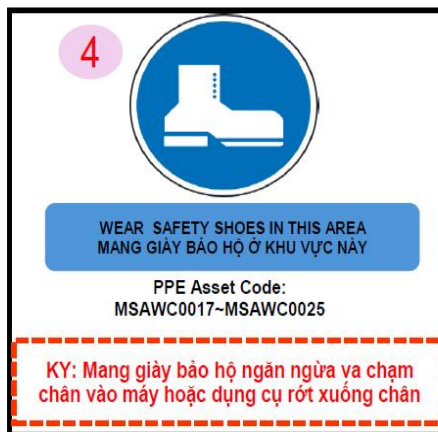 4
WEAR SAFETY SHOES IN THIS AREA
MANG GIÀY BẢO HỘ Ở KHU VỰC NÀY
PPE Asset Code:
MSAWC0017~MSAWC0025
KY: Mang giày bảo hộ ngăn ngừa va chạm
chân vào máy hoặc dụng cụ rớt xuống chân